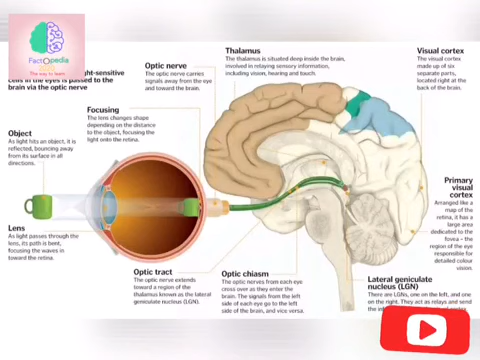 FactOpedia
The way to learn
ght-sensitive
cells in the eyes is passed to the
brain via the optic nerve
Optic nerve
The optic nerve carries
signals away from the eye
and toward the brain.
Thalamus
The thalamus is situated deep inside the brain,
involved in relaying sensory information,
including vision, hearing and touch.
Visual cortex
The visual cortex
made up of six
separate parts,
located right at the
back of the brain.
Focusing
The lens changes shape
depending on the distance
to the object, focusing the
light onto the retina.
Object
As light hits an object, it is
reflected, bouncing away
from its surface in all
directions.
Lens
As light passes through the
lens, its path is bent,
focusing the waves in
toward the retina.
Primary
visual
cortex
Arranged like a
map of the
retina, it has a
large area
dedicated to the
fovea – the
region of the eye
responsible for
detailed colour
vision.
Optic tract
The optic nerve extends
toward a region of the
thalamus known as the lateral
geniculate nucleus (LGN).
Optic chiasm
The optic nerves from each eye
cross over as they enter the
brain. The signals from the left
side of each eye go to the left
side of the brain, and vice versa.
Lateral geniculate
nucleus (LGN)
There are LGNs, one on the left, and one
on the right. They act as relays and send
the inf